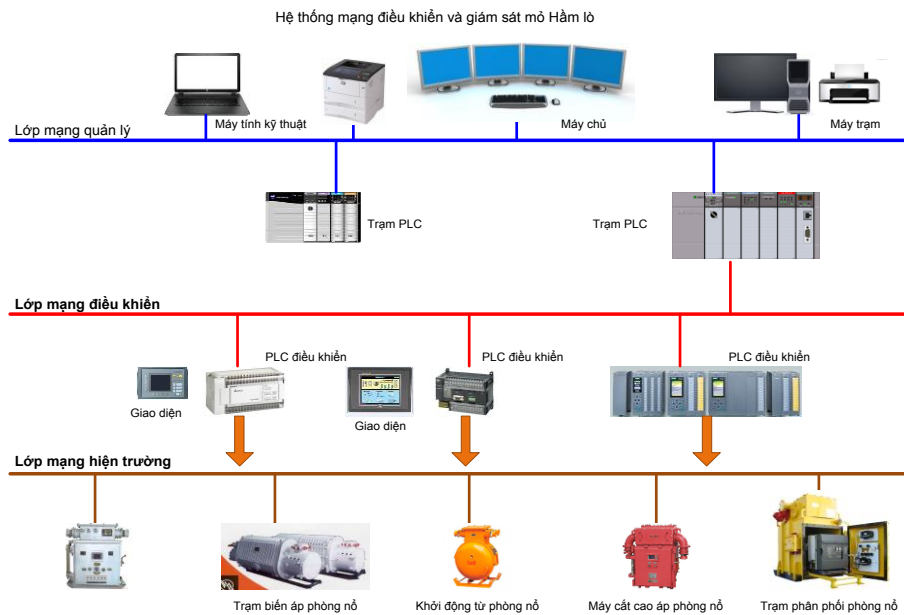 Hệ thống mạng điều khiển và giám sát mỏ Hầm lò
Máy tính kỹ thuật
Máy chủ
Máy trạm
Lớp mạng quản lý
Trạm PLC
Trạm PLC
Lớp mạng điều khiển
PLC điều khiển
PLC điều khiển
PLC điều khiển
Giao diện
Giao diện
Lớp mạng hiện trường
Trạm biến áp phòng nổ
Khởi động từ phòng nổ
Máy cắt cao áp phòng nổ
Trạm phân phối phòng nổ